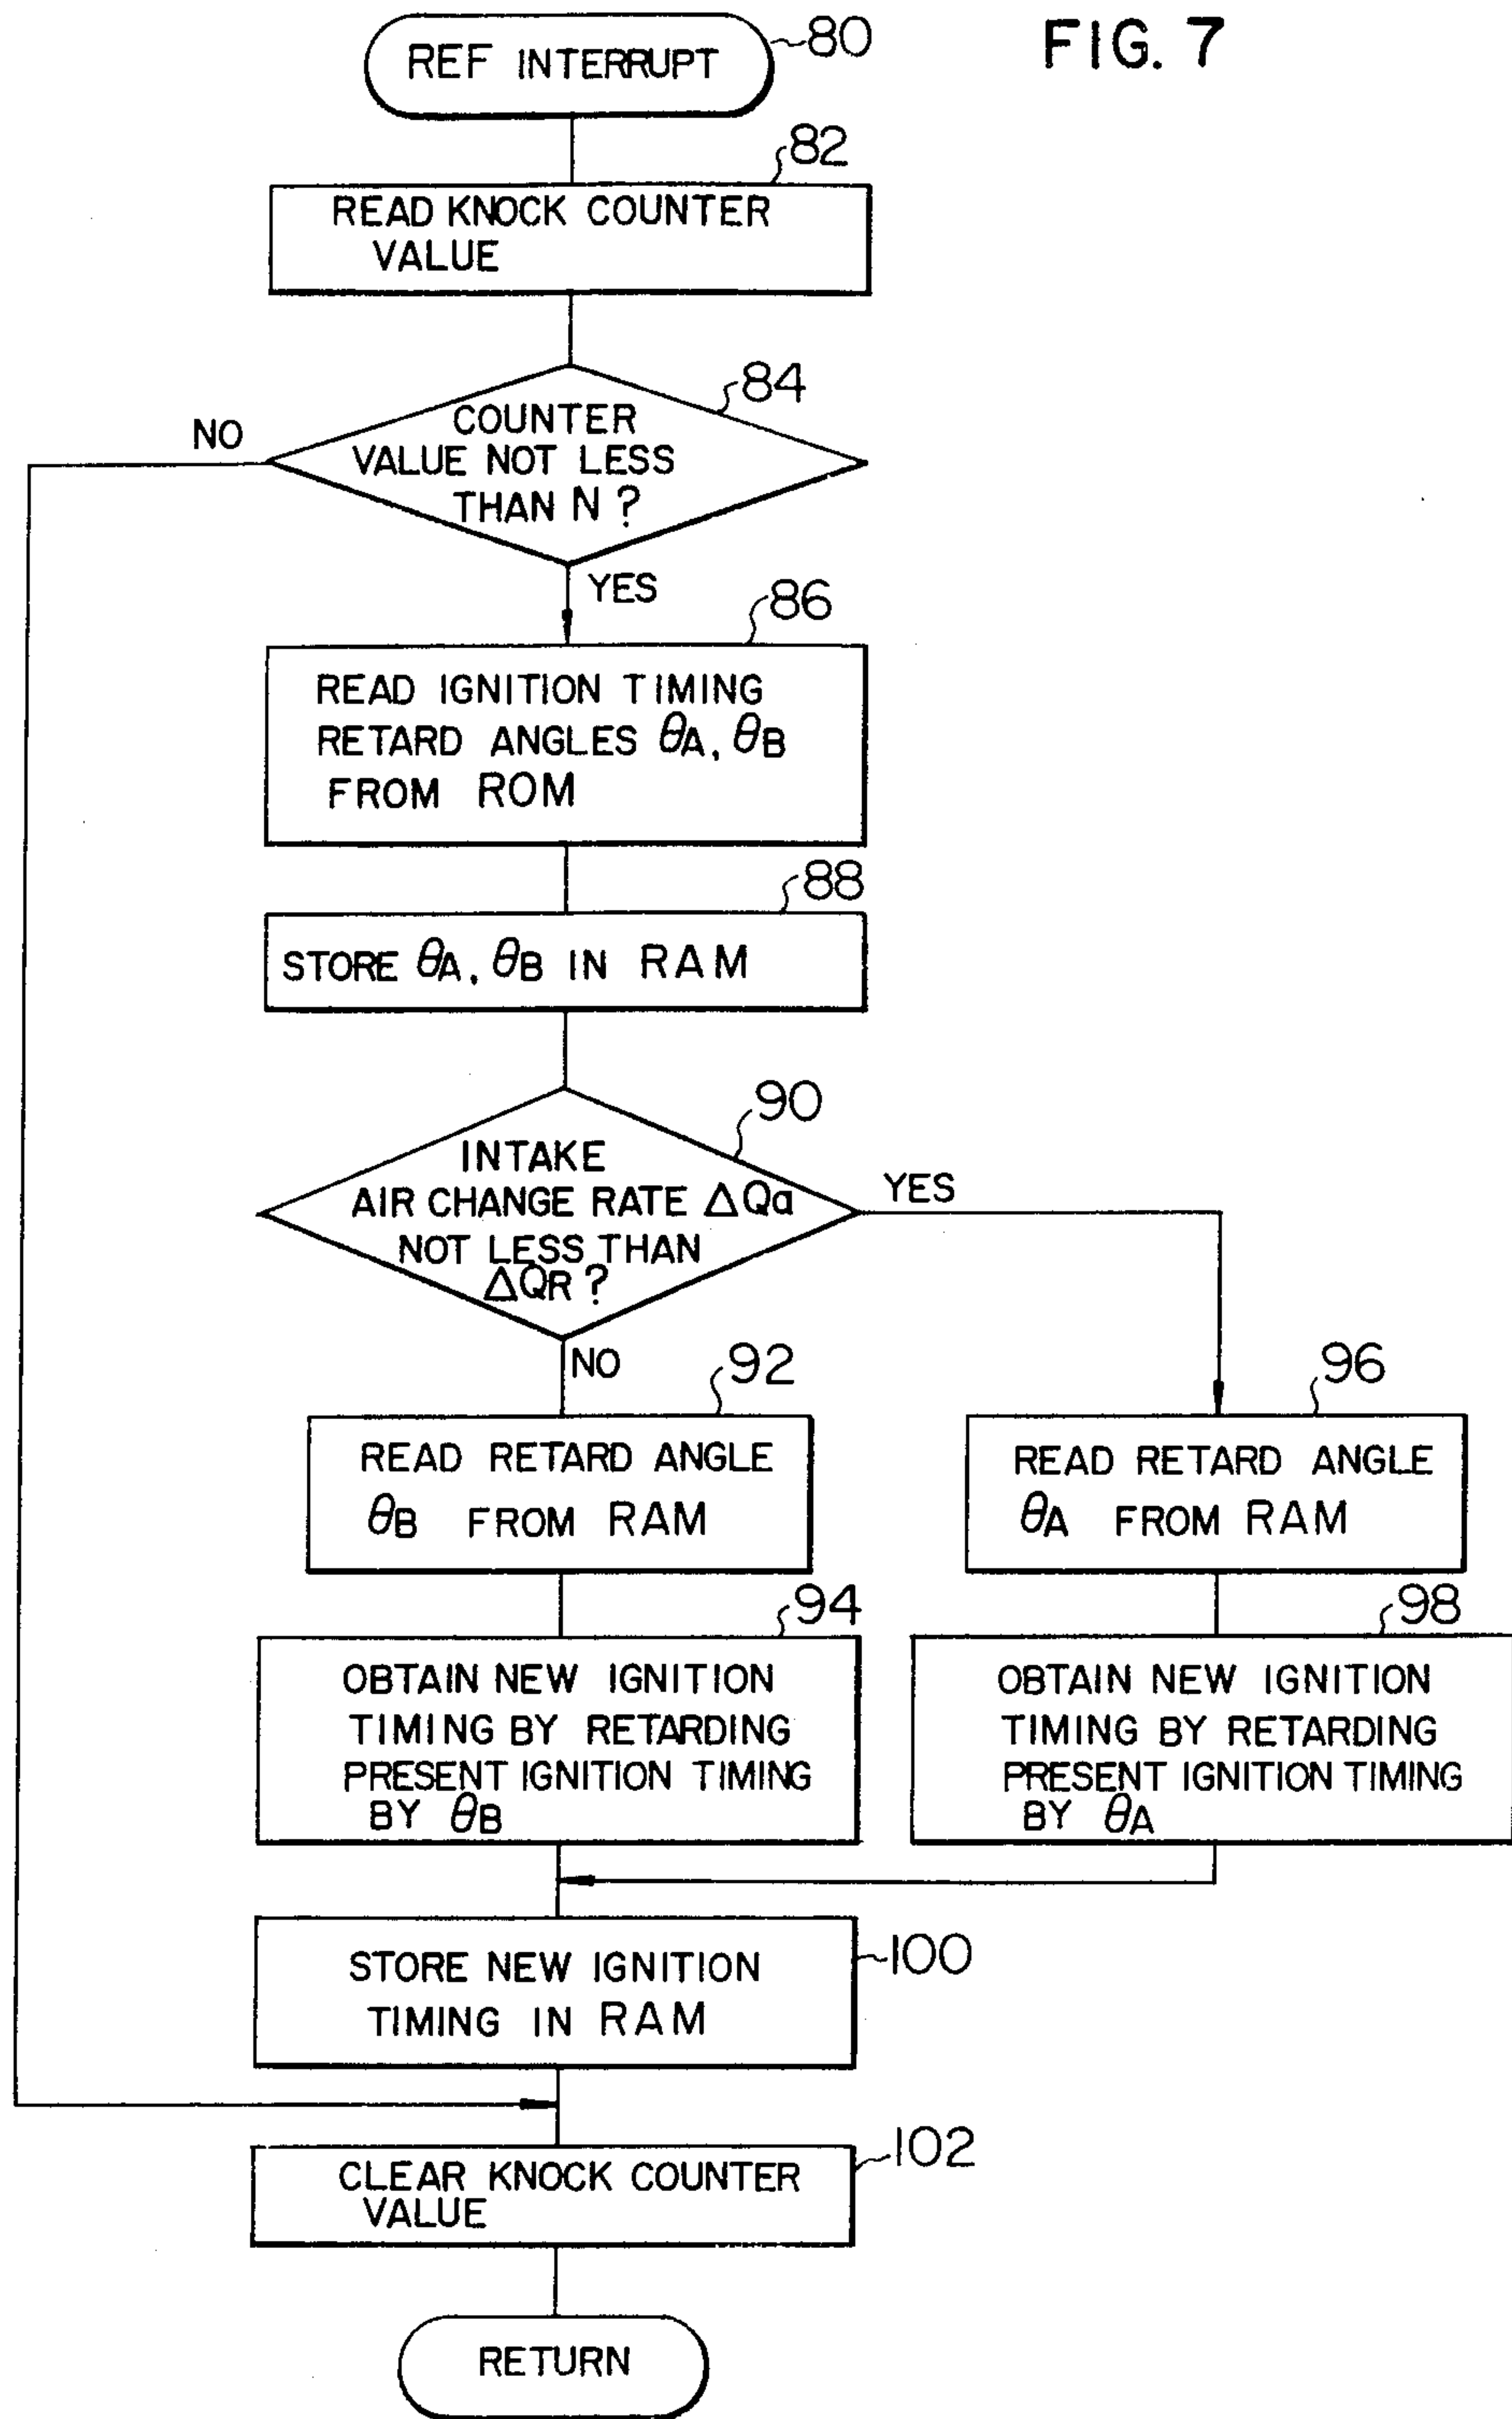 FIG. 7
REF INTERRUPT
80
82
READ KNOCK COUNTER
VALUE
84
COUNTER
VALUE NOT LESS
THAN N ?
NO
YES
86
READ IGNITION TIMING
RETARD ANGLES θA, θB
FROM ROM
88
STORE θA, θB IN RAM
90
INTAKE
AIR CHANGE RATE ΔQa
NOT LESS THAN
ΔQR ?
YES
NO
92
READ RETARD ANGLE
θB FROM RAM
96
READ RETARD ANGLE
θA FROM RAM
94
OBTAIN NEW IGNITION
TIMING BY RETARDING
PRESENT IGNITION TIMING
BY θB
98
OBTAIN NEW IGNITION
TIMING BY RETARDING
PRESENT IGNITION TIMING
BY θA
100
STORE NEW IGNITION
TIMING IN RAM
102
CLEAR KNOCK COUNTER
VALUE
RETURN